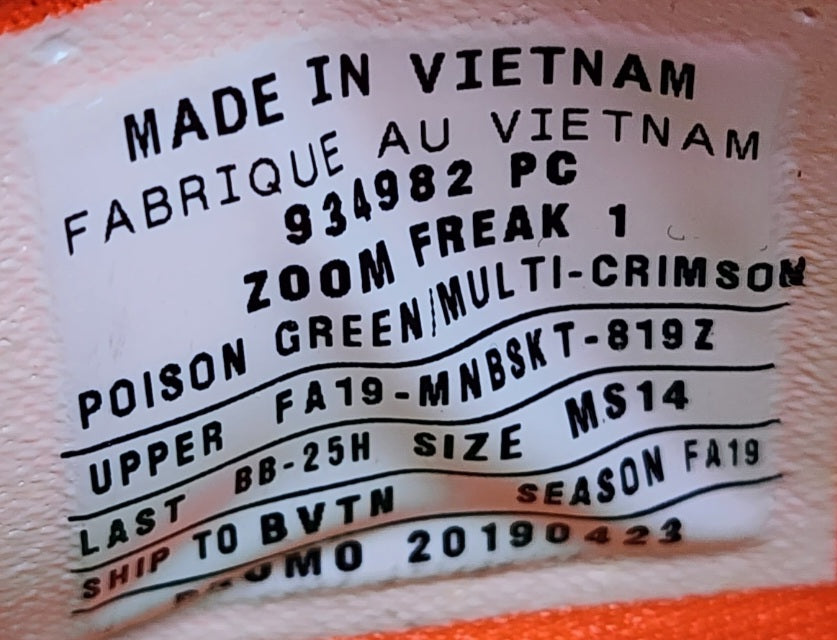 MADE IN VIETNAM
FABRIQUE AU VIETNAM
934982 PC
ZOOM FREAK 1
POISON GREEN/MULTI-CRIMSON
UPPER FA19-MNBSKT-819Z
LAST BB-25H SIZE MS14
SHIP TO BVTN SEASON FA19
PROMO 20190423